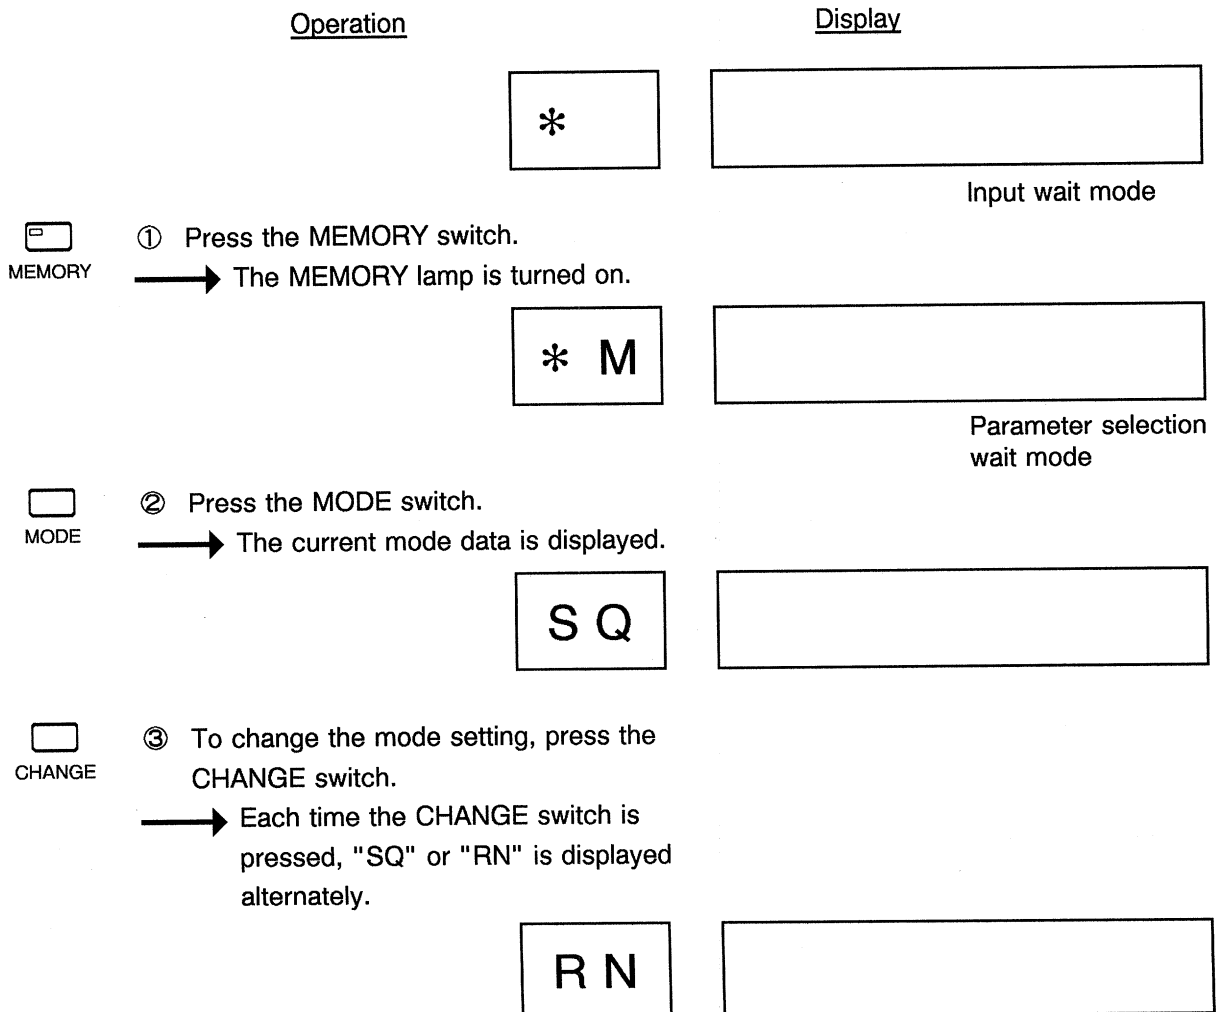 Operation
Display
*
Input wait mode
MEMORY
① Press the MEMORY switch.
The MEMORY lamp is turned on.
* M
Parameter selection
wait mode
MODE
② Press the MODE switch.
The current mode data is displayed.
S Q
CHANGE
③ To change the mode setting, press the
CHANGE switch.
Each time the CHANGE switch is
pressed, "SQ" or "RN" is displayed
alternately.
R N